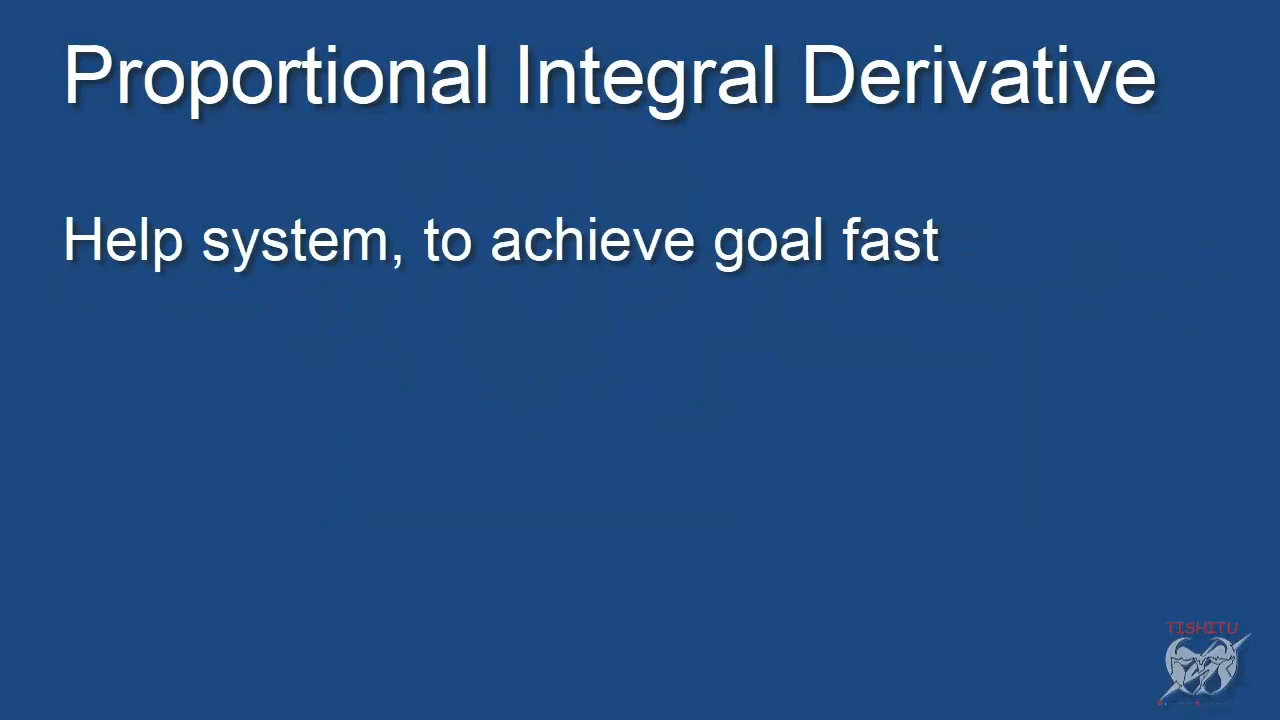 Proportional Integral Derivative
Help system, to achieve goal fast
TISHITU